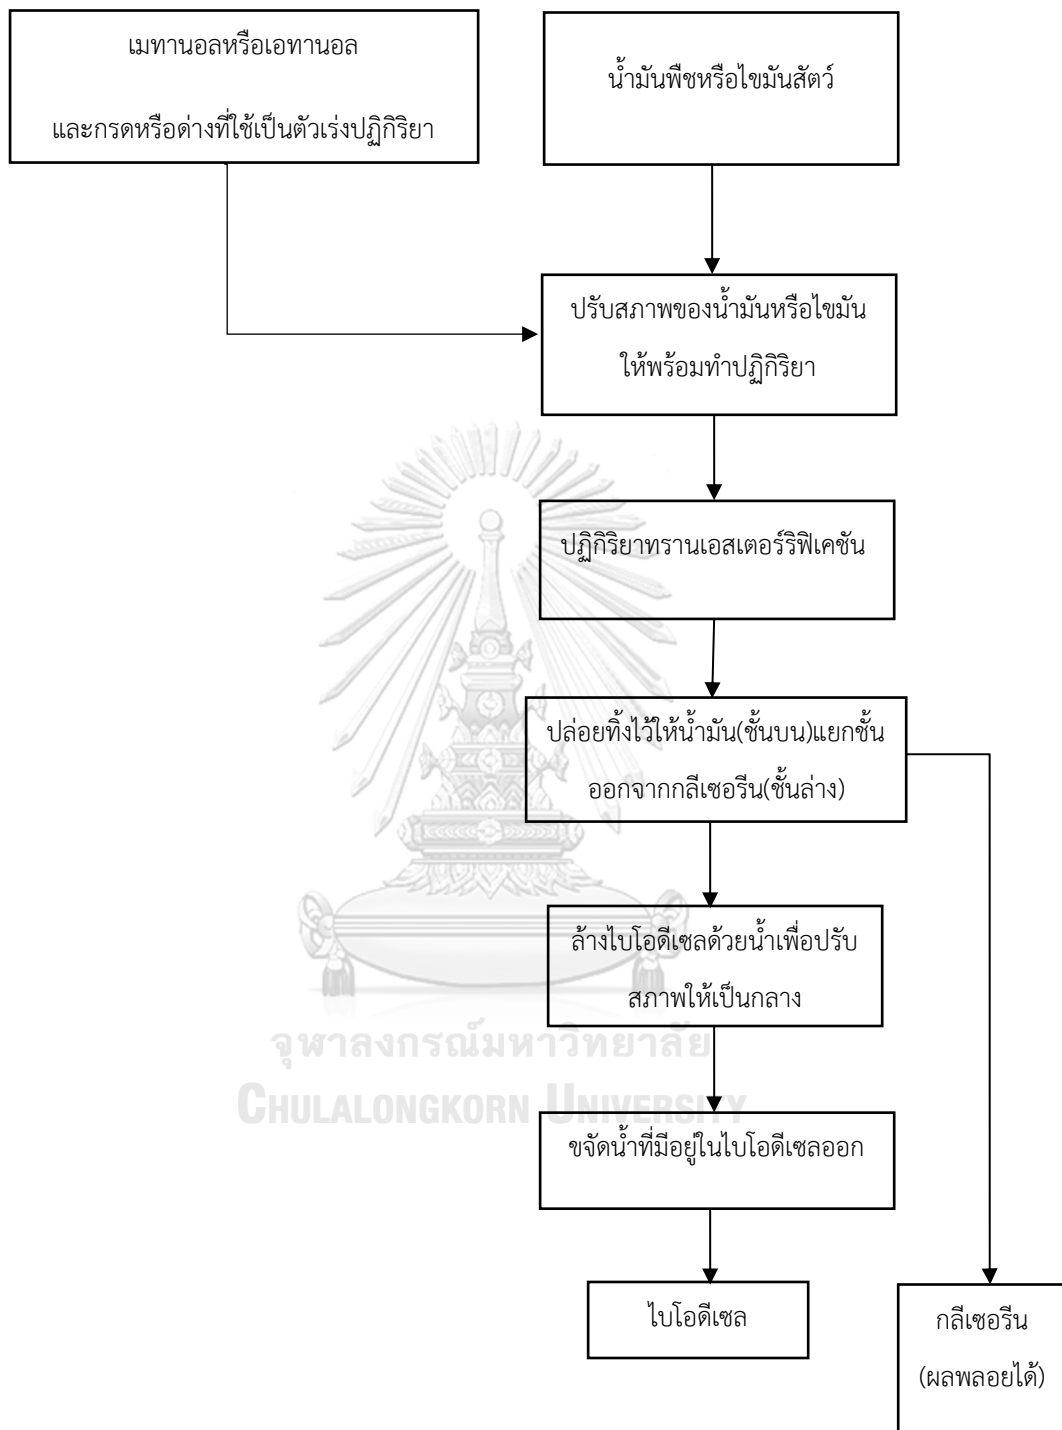 เมทานอลหรือเอทานอล
และกรดหรือด่างที่ใช้เป็นตัวเร่งปฏิกิริยา
น้ำมันพืชหรือไขมันสัตว์
ปรับสภาพของน้ำมันหรือไขมัน
ให้พร้อมทำปฏิกิริยา
ปฏิกิริยาทรานเอสเตอร์ริฟิเคชัน
ปล่อยทิ้งไว้ให้น้ำมัน(ชั้นบน)แยกชั้น
ออกจากกลีเซอรีน(ชั้นล่าง)
ล้างไบโอดีเซลด้วยน้ำเพื่อปรับ
สภาพให้เป็นกลาง
จุฬาลงกรณ์มหาวิทยาลัย
CHULALONGKORN UNIVERSITY
ขจัดน้ำที่มีอยู่ในไบโอดีเซลออก
ไบโอดีเซล
กลีเซอรีน
(ผลพลอยได้)